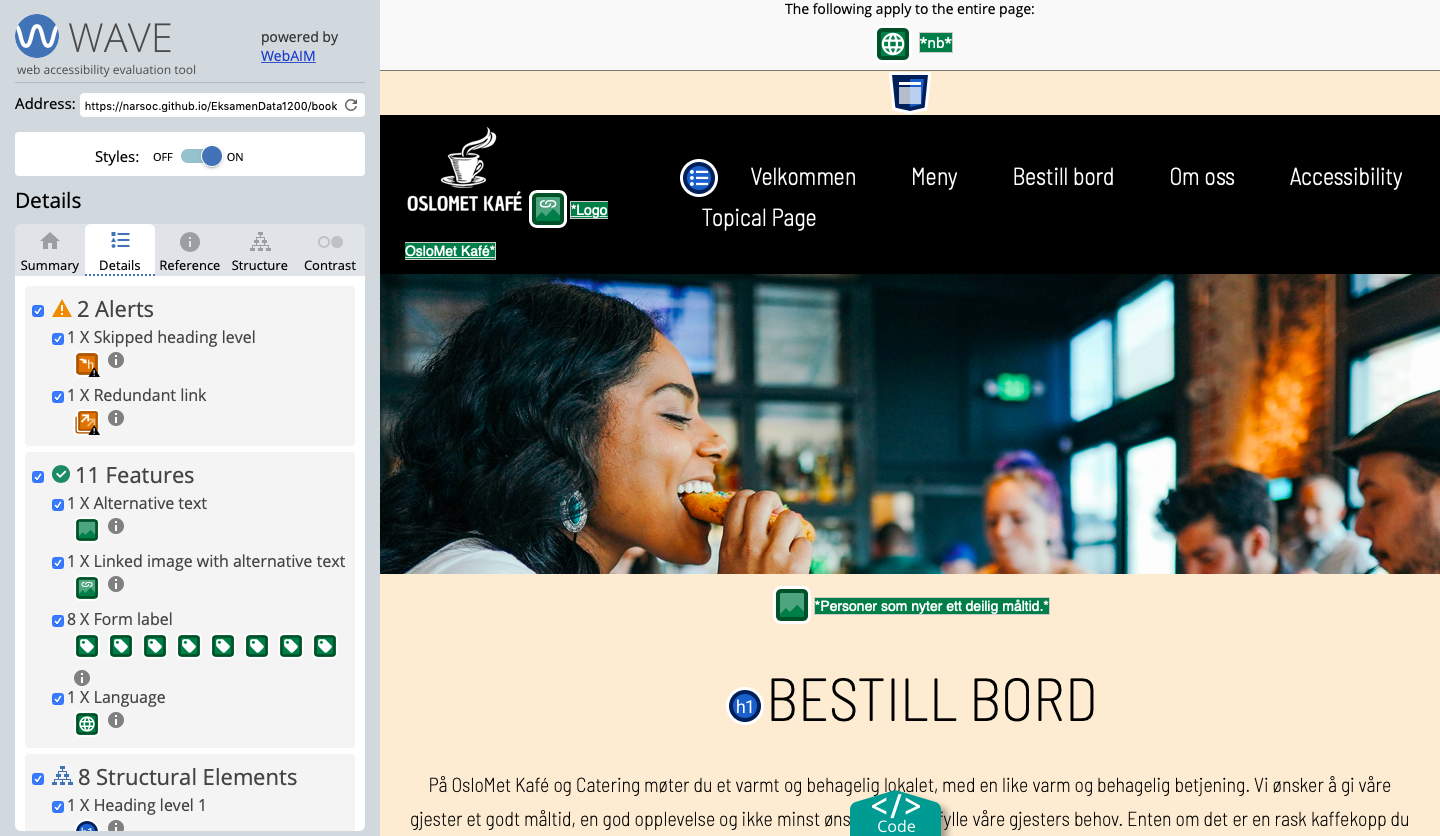 WAVE
web accessibility evaluation tool
powered by
WebAIM
Address: https://narsoc.github.io/EksamenData1200/book
Styles: OFF ON
Details
Summary Details Reference Structure Contrast
2 Alerts
1 X Skipped heading level
1 X Redundant link
11 Features
1 X Alternative text
1 X Linked image with alternative text
8 X Form label
1 X Language
8 Structural Elements
1 X Heading level 1
h1
The following apply to the entire page:
*nb*
OSLOMET KAFÉ
*Logo
OsloMet Kafé*
Velkommen Meny Bestill bord Om oss Accessibility
Topical Page
*Personer som nyter ett deilig måltid.*
h1 BESTILL BORD
På OsloMet Kafé og Catering møter du et varmt og behagelig lokalet, med en like varm og behagelig betjening. Vi ønsker å gi våre
gjester et godt måltid, en god opplevelse og ikke minst øns fylle våre gjesters behov. Enten om det er en rask kaffekopp du
</> Code